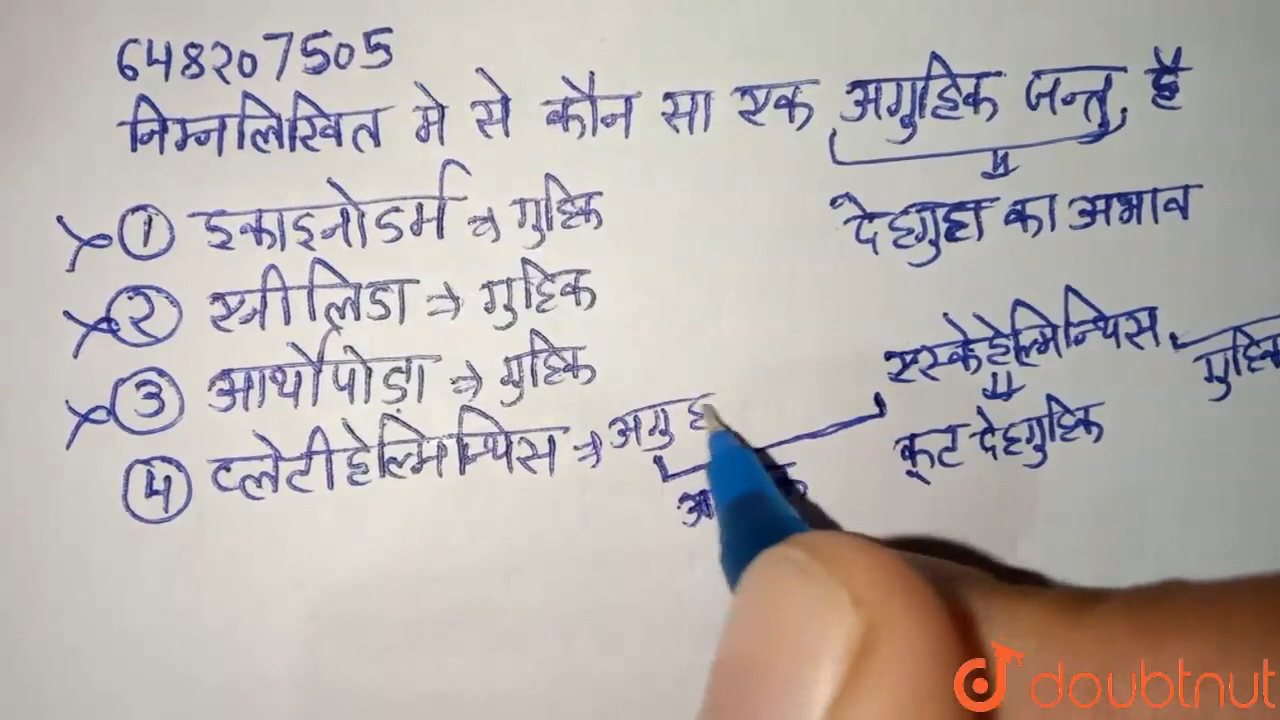 648207505
निम्नलिखित मे से कौन सा एक अगुहिक जन्तु है
① इकाइनोडर्म ⇒ गुहिक
देहगुहा का अभाव
② एनीलिडा ⇒ गुहिक
③ आर्थोपोड़ा ⇒ गुहिक
एस्केहेल्मिन्थिस
गुहिक
④ प्लेटीहेल्मिन्थिस ⇒ अगुह
कूट देहगुहिक
doubtnut